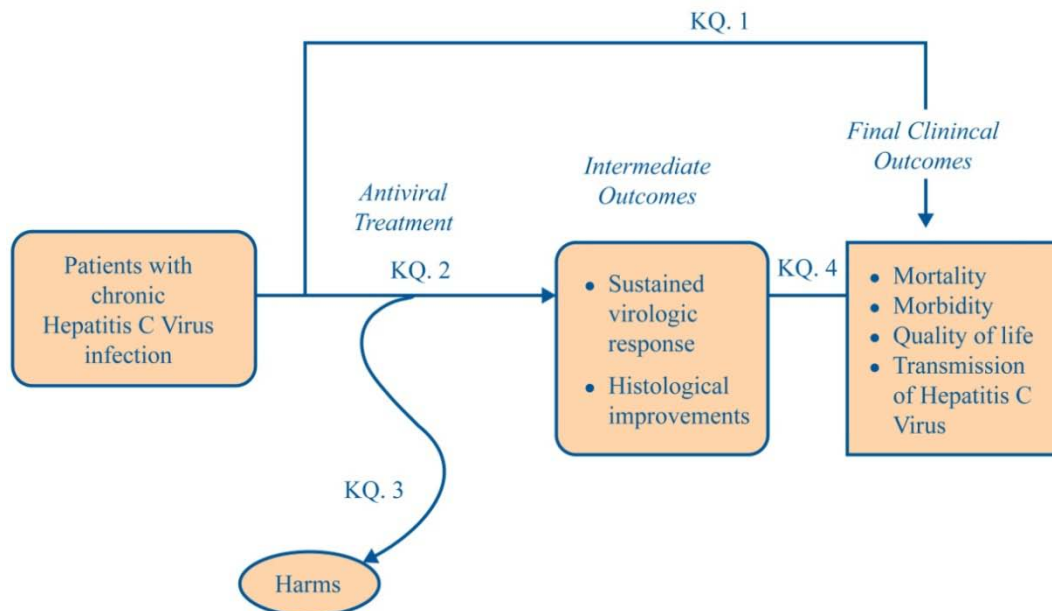 KQ. 1
Final Clinincal
Outcomes
Intermediate
Outcomes
Antiviral
Treatment
KQ. 2
KQ. 4
Patients with
chronic
Hepatitis C Virus
infection
• Sustained
virologic
response
• Histological
improvements
• Mortality
• Morbidity
• Quality of life
• Transmission
of Hepatitis C
Virus
KQ. 3
Harms